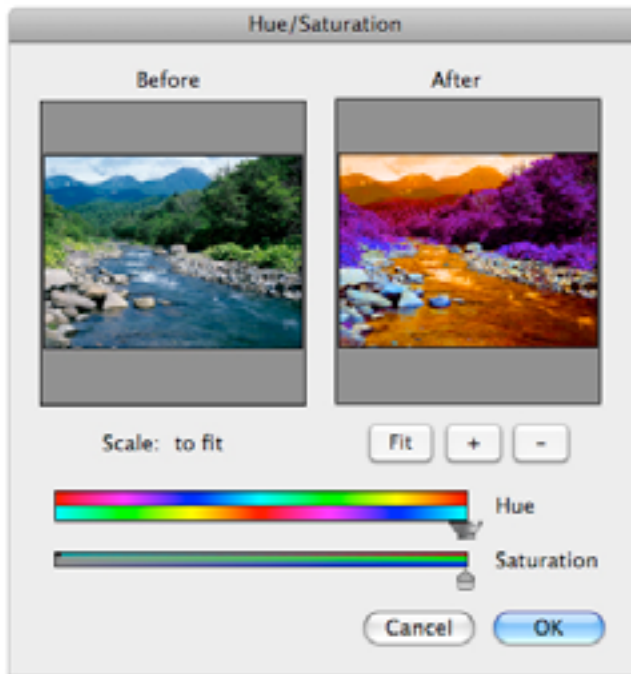 Hue/Saturation
Before After
Scale: to fit Fit + -
Hue
Saturation
Cancel OK